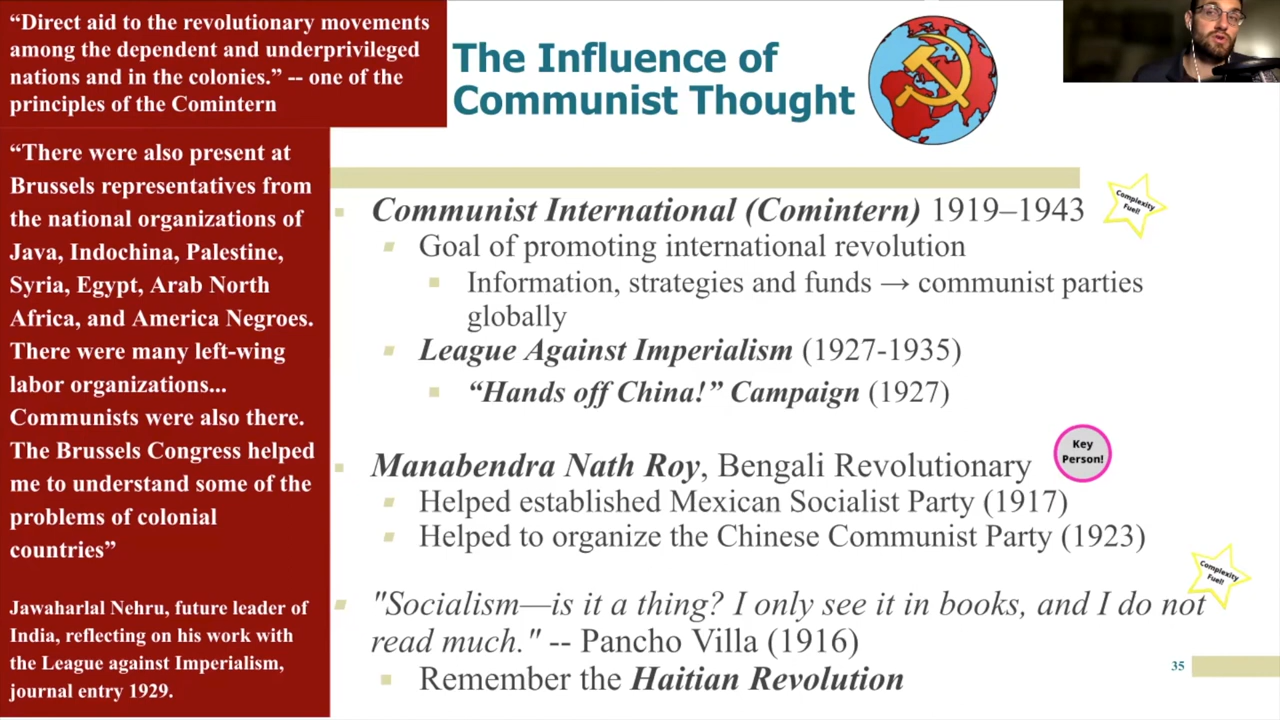 “Direct aid to the revolutionary movements
among the dependent and underprivileged
nations and in the colonies.” -- one of the
principles of the Comintern
The Influence of
Communist Thought
“There were also present at
Brussels representatives from
the national organizations of
Java, Indochina, Palestine,
Syria, Egypt, Arab North
Africa, and America Negroes.
There were many left-wing
labor organizations...
Communists were also there.
The Brussels Congress helped
me to understand some of the
problems of colonial
countries”
Jawaharlal Nehru, future leader of
India, reflecting on his work with
the League against Imperialism,
journal entry 1929.
Communist International (Comintern) 1919–1943
Complexity
Fuel!
Goal of promoting international revolution
Information, strategies and funds → communist parties
globally
League Against Imperialism (1927-1935)
“Hands off China!” Campaign (1927)
Manabendra Nath Roy, Bengali Revolutionary
Key
Person!
Helped established Mexican Socialist Party (1917)
Helped to organize the Chinese Communist Party (1923)
Complexity
Fuel!
"Socialism—is it a thing? I only see it in books, and I do not
read much." -- Pancho Villa (1916)
Remember the Haitian Revolution
35